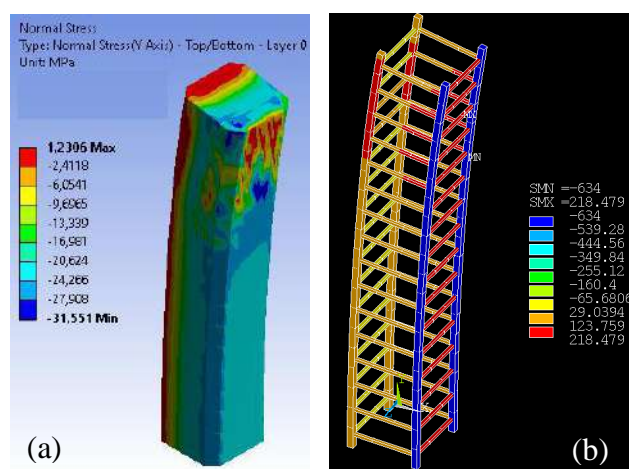 Normal Stress
Type: Normal Stress(Y Axis) - Top/Bottom - Layer 0
Unit: MPa
1,2306 Max
-2,4118
-6,0541
-9,6965
-13,339
-16,981
-20,624
-24,266
-27,908
-31,551 Min
(a)
MX
MN
SMN =-634
SMX =218.479
-634
-539.28
-444.56
-349.84
-255.12
-160.4
-65.6806
29.0394
123.759
218.479
(b)